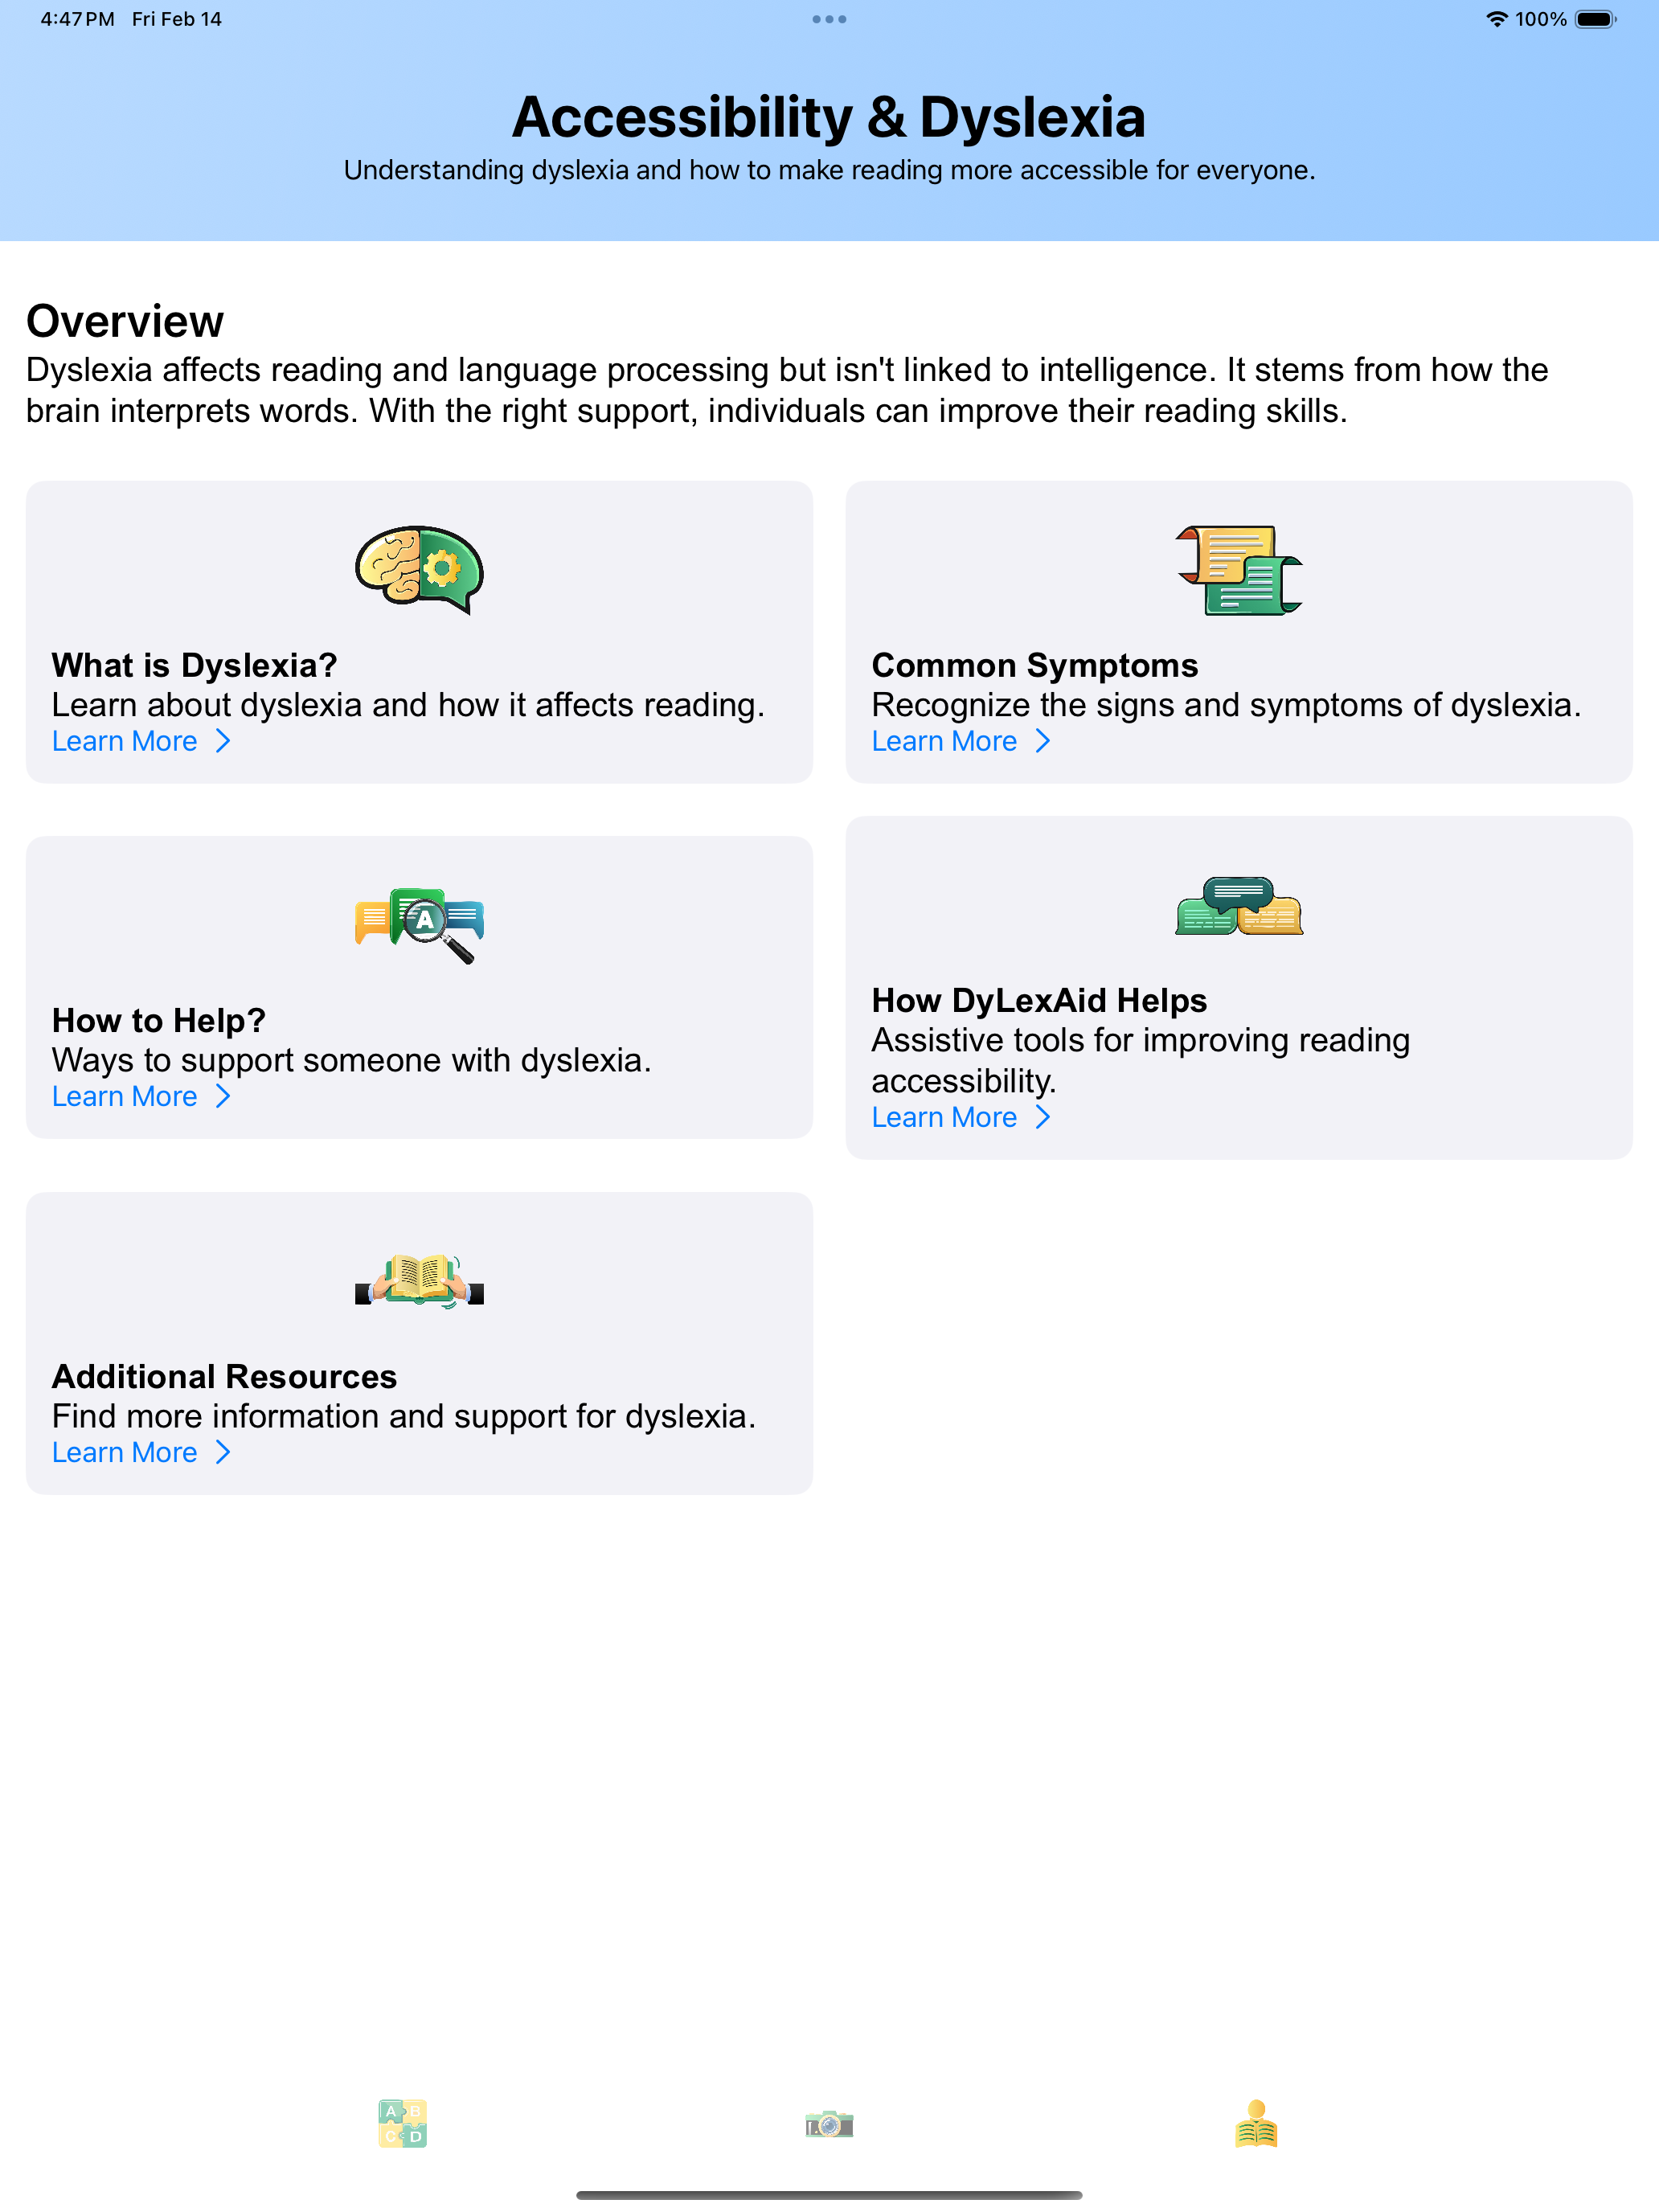 4:47 PM Fri Feb 14
100%
Accessibility & Dyslexia
Understanding dyslexia and how to make reading more accessible for everyone.
Overview
Dyslexia affects reading and language processing but isn't linked to intelligence. It stems from how the
brain interprets words. With the right support, individuals can improve their reading skills.
What is Dyslexia?
Learn about dyslexia and how it affects reading.
Learn More
Common Symptoms
Recognize the signs and symptoms of dyslexia.
Learn More
A
How to Help?
Ways to support someone with dyslexia.
Learn More
How DyLexAid Helps
Assistive tools for improving reading
accessibility.
Learn More
Additional Resources
Find more information and support for dyslexia.
Learn More
A B
C D